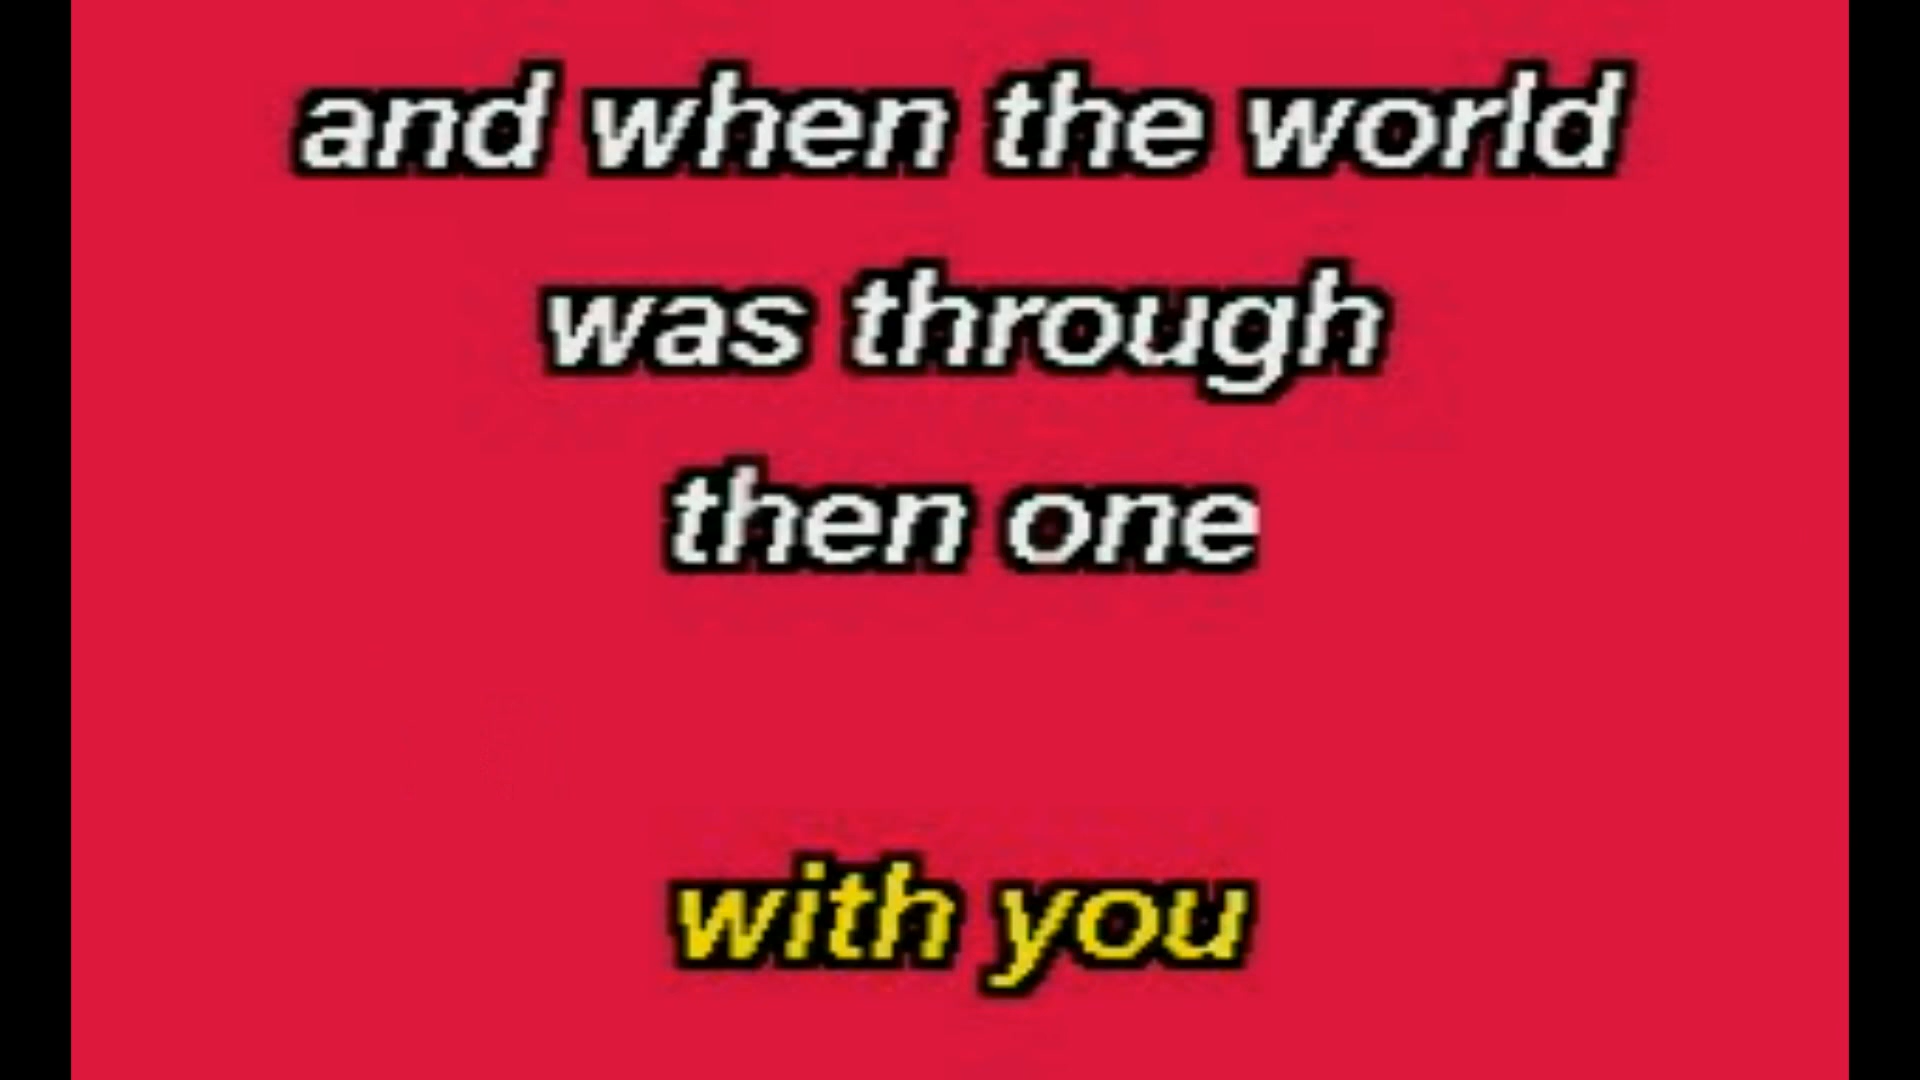 and when the world
was through
then one
with you